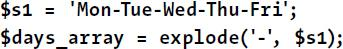 $s1 = 'Mon-Tue-Wed-Thu-Fri';
$days_array = explode('-', $s1);